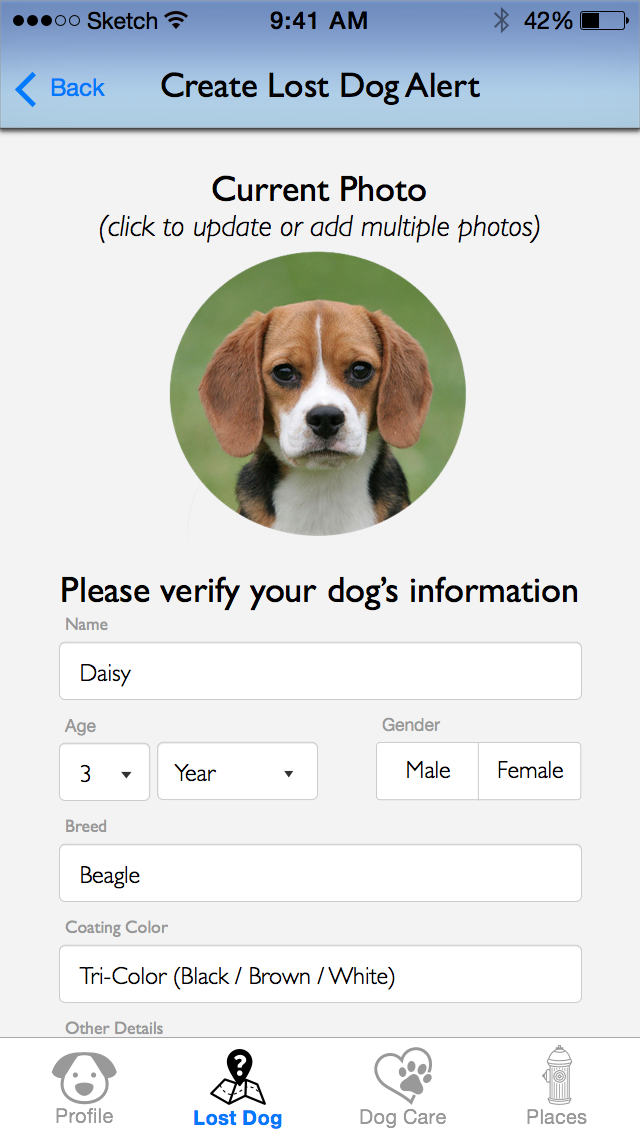 Sketch 9:41 AM 42%
Back Create Lost Dog Alert
Current Photo
(click to update or add multiple photos)
Please verify your dog’s information
Name
Daisy
Age Gender
3 Year Male Female
Breed
Beagle
Coating Color
Tri-Color (Black / Brown / White)
Other Details
?
Profile Lost Dog Dog Care Places